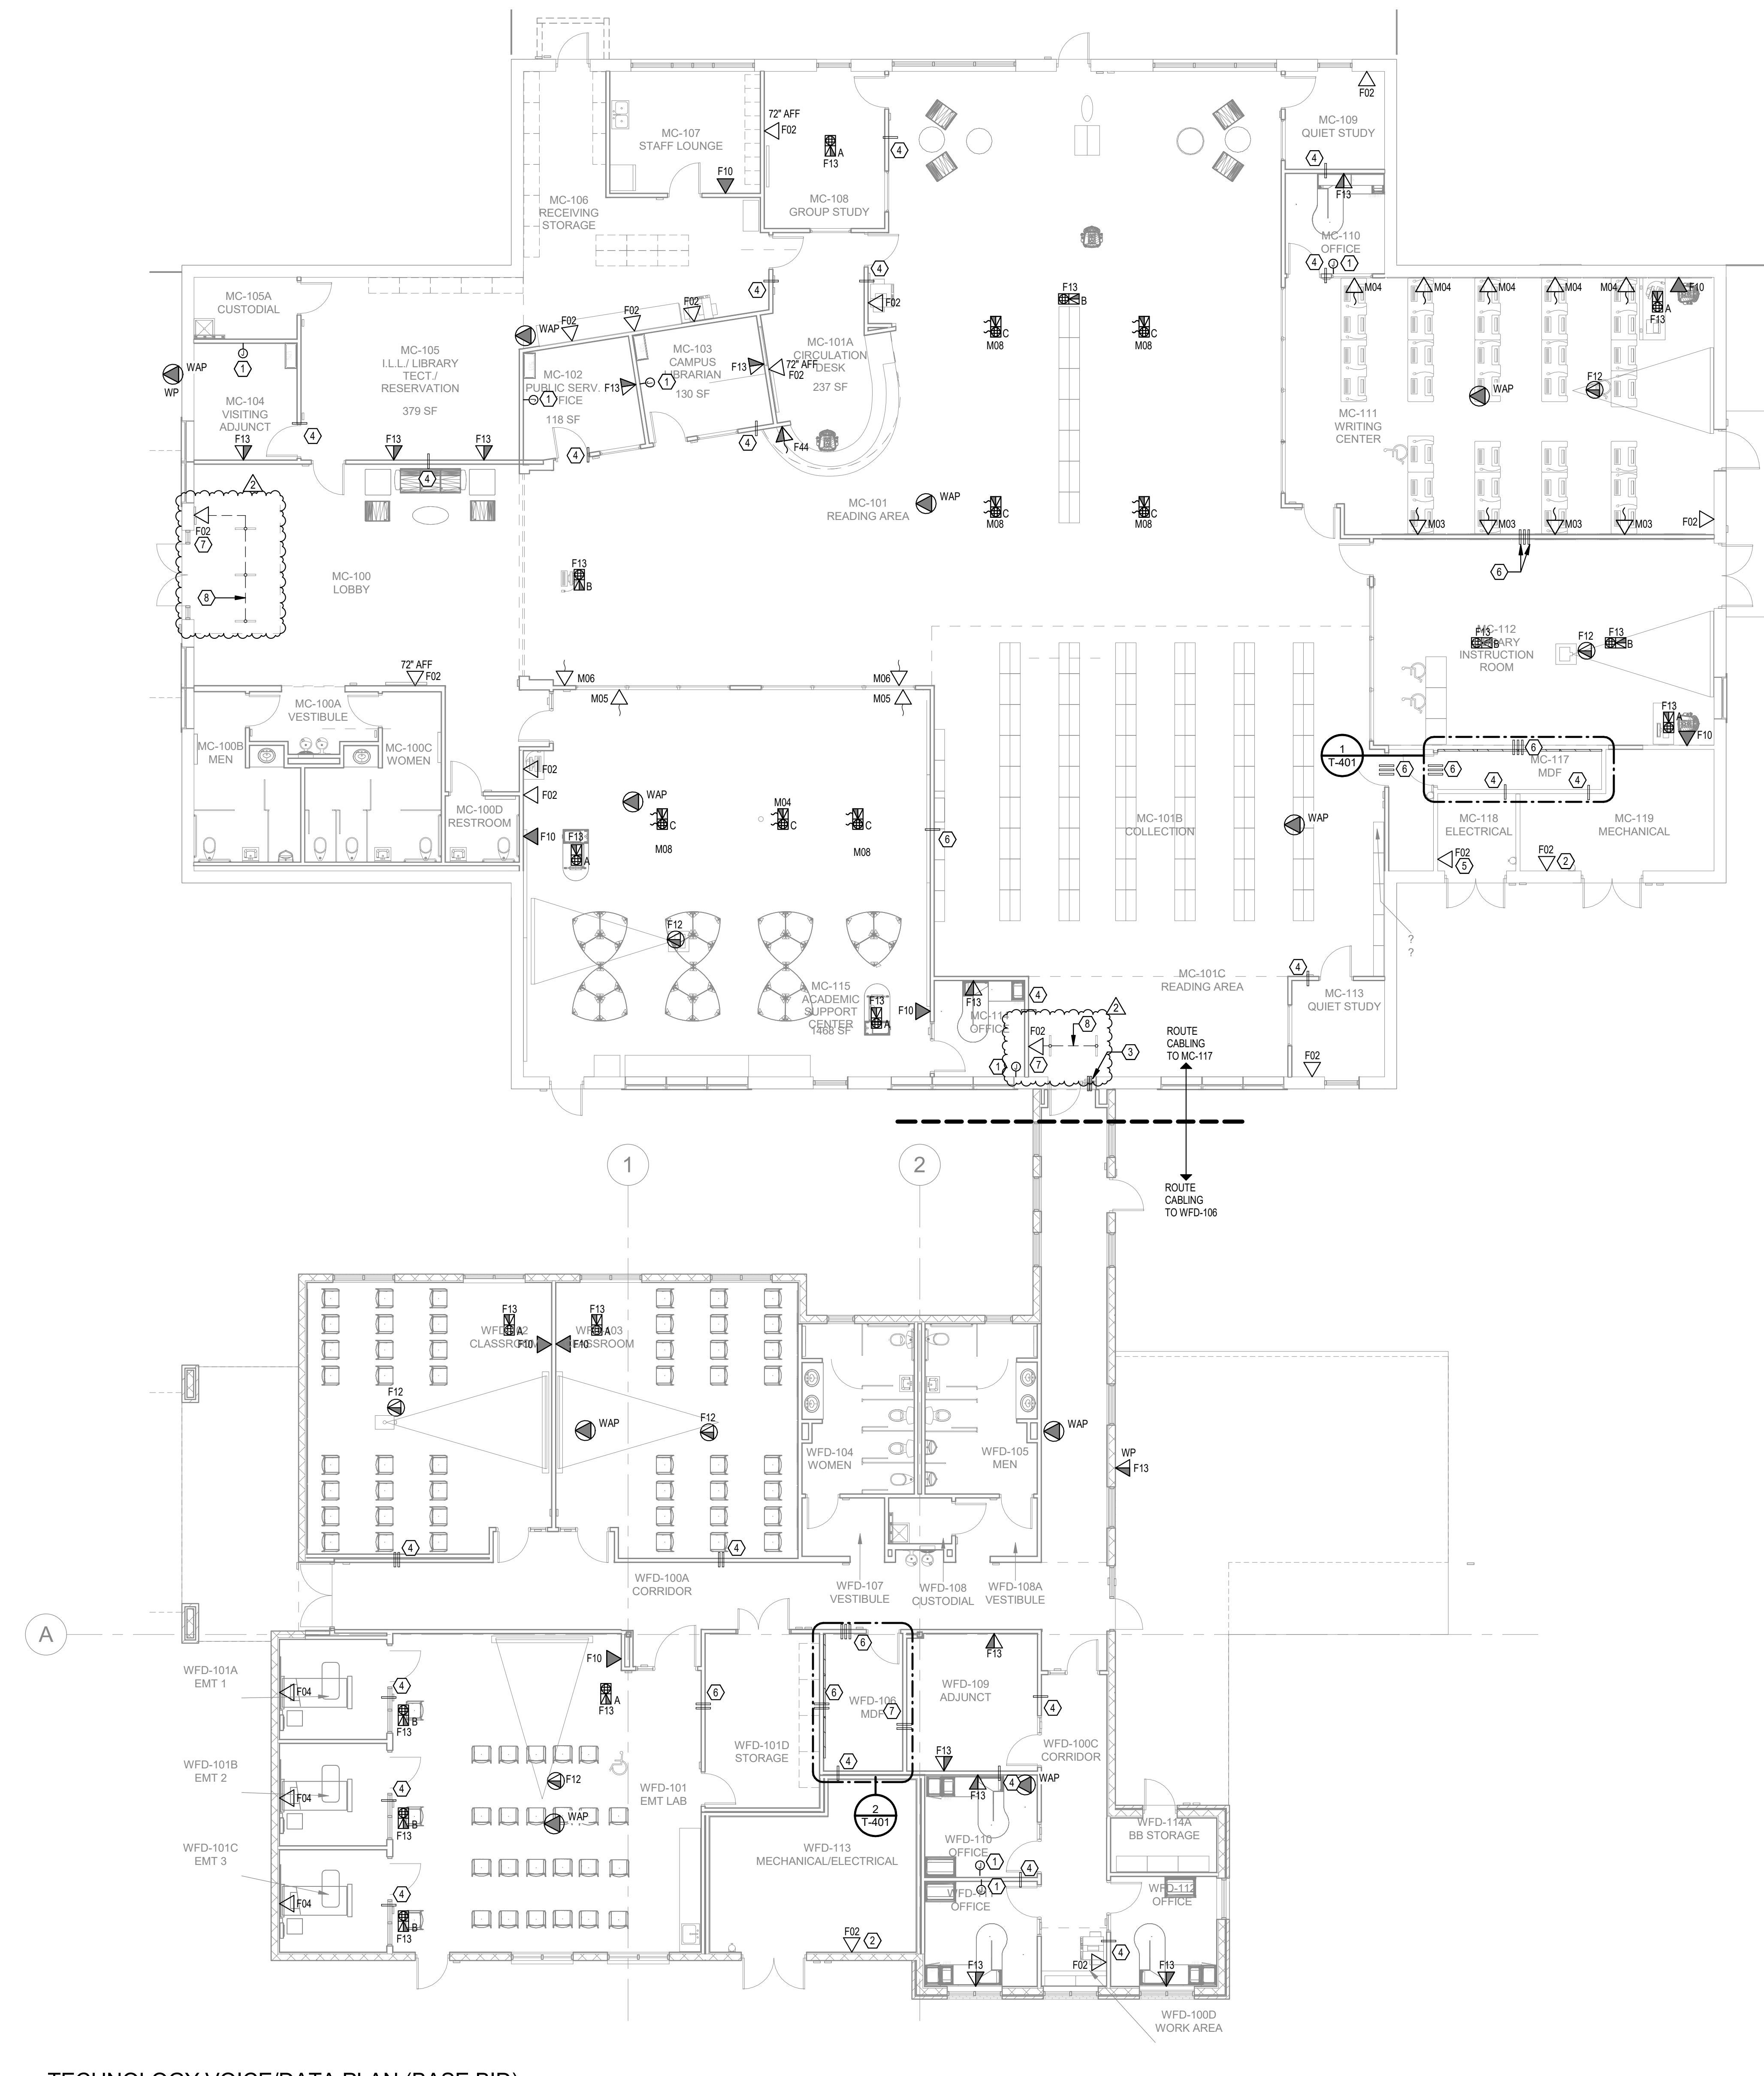 72" AFF
F02
MC-107
STAFF LOUNGE
F10
A
F13
MC-108
GROUP STUDY
4
F02
MC-109
QUIET STUDY
4
F13
MC-110
OFFICE
4
J
1
MC-106
RECEIVING
STORAGE
MC-105A
CUSTODIAL
J
1
WAP
WP
MC-104
VISITING
ADJUNCT
F13
4
MC-105
I.L.L./ LIBRARY
TECT./
RESERVATION
379 SF
F13
F13
4
WAP
F02
F02
F02
4
4
F02
MC-102
PUBLIC SERV.
118 SF
J
1
F13
4
MC-103
CAMPUS
130 SF
1
F13
4
72" AFF
F02
MC-101A
CIRCULATION
DESK
237 SF
F44
F13
B
C
M08
C
M08
C
M08
C
M08
MC-101
READING AREA
WAP
M04
M04
M04
M04
M04
F10
A
F13
WAP
F12
MC-111
WRITING
CENTER
M03
M03
M03
M03
F02
6
2
F02
7
8
MC-100
LOBBY
F13
B
72" AFF
F02
M06
M05
M06
M05
MC-100A
VESTIBULE
MC-100B
MEN
MC-100C
WOMEN
MC-100D
RESTROOM
F02
F02
F10
WAP
F13
A
C
M08
M04
C
C
M08
F12
MC-115
ACADEMIC
SUPPORT
CENTER
1468 SF
F13
A
F10
6
MC-101B
COLLECTION
WAP
MC-112
INSTRUCTION
ROOM
F13
B
F12
F13
B
F13
A
F10
1
T-401
6
6
6
MC-117
MDF
4
4
MC-118
ELECTRICAL
MC-119
MECHANICAL
F02
5
F02
2
?
?
MC-101C
READING AREA
4
MC-113
QUIET STUDY
F02
F13
4
OFFICE
J
1
2
F02
7
8
3
ROUTE
CABLING
TO MC-117
ROUTE
CABLING
TO WFD-106
1
2
F13
A
CLASSROOM
F10
F13
A
F10
F12
WAP
F12
4
4
WFD-104
WOMEN
WFD-105
MEN
WAP
WP
F13
WFD-100A
CORRIDOR
WFD-107
VESTIBULE
WFD-108
CUSTODIAL
WFD-108A
VESTIBULE
A
WFD-101A
EMT 1
F04
4
B
F13
WFD-101B
EMT 2
F04
4
B
F13
WFD-101C
EMT 3
F04
4
B
F13
F10
A
F13
F12
WAP
WFD-101
EMT LAB
6
WFD-101D
STORAGE
6
6
WFD-106
MDF
7
4
2
T-401
F13
WFD-109
ADJUNCT
4
F13
WFD-100C
CORRIDOR
4
WAP
F13
WFD-110
OFFICE
1
4
1
OFFICE
F13
WFD-113
MECHANICAL/ELECTRICAL
F02
2
WFD-114A
BB STORAGE
WFD-112
OFFICE
4
F02
F13
WFD-100D
WORK AREA
TECHNOLOGY VOICE/DATA PLAN (BASE BID)